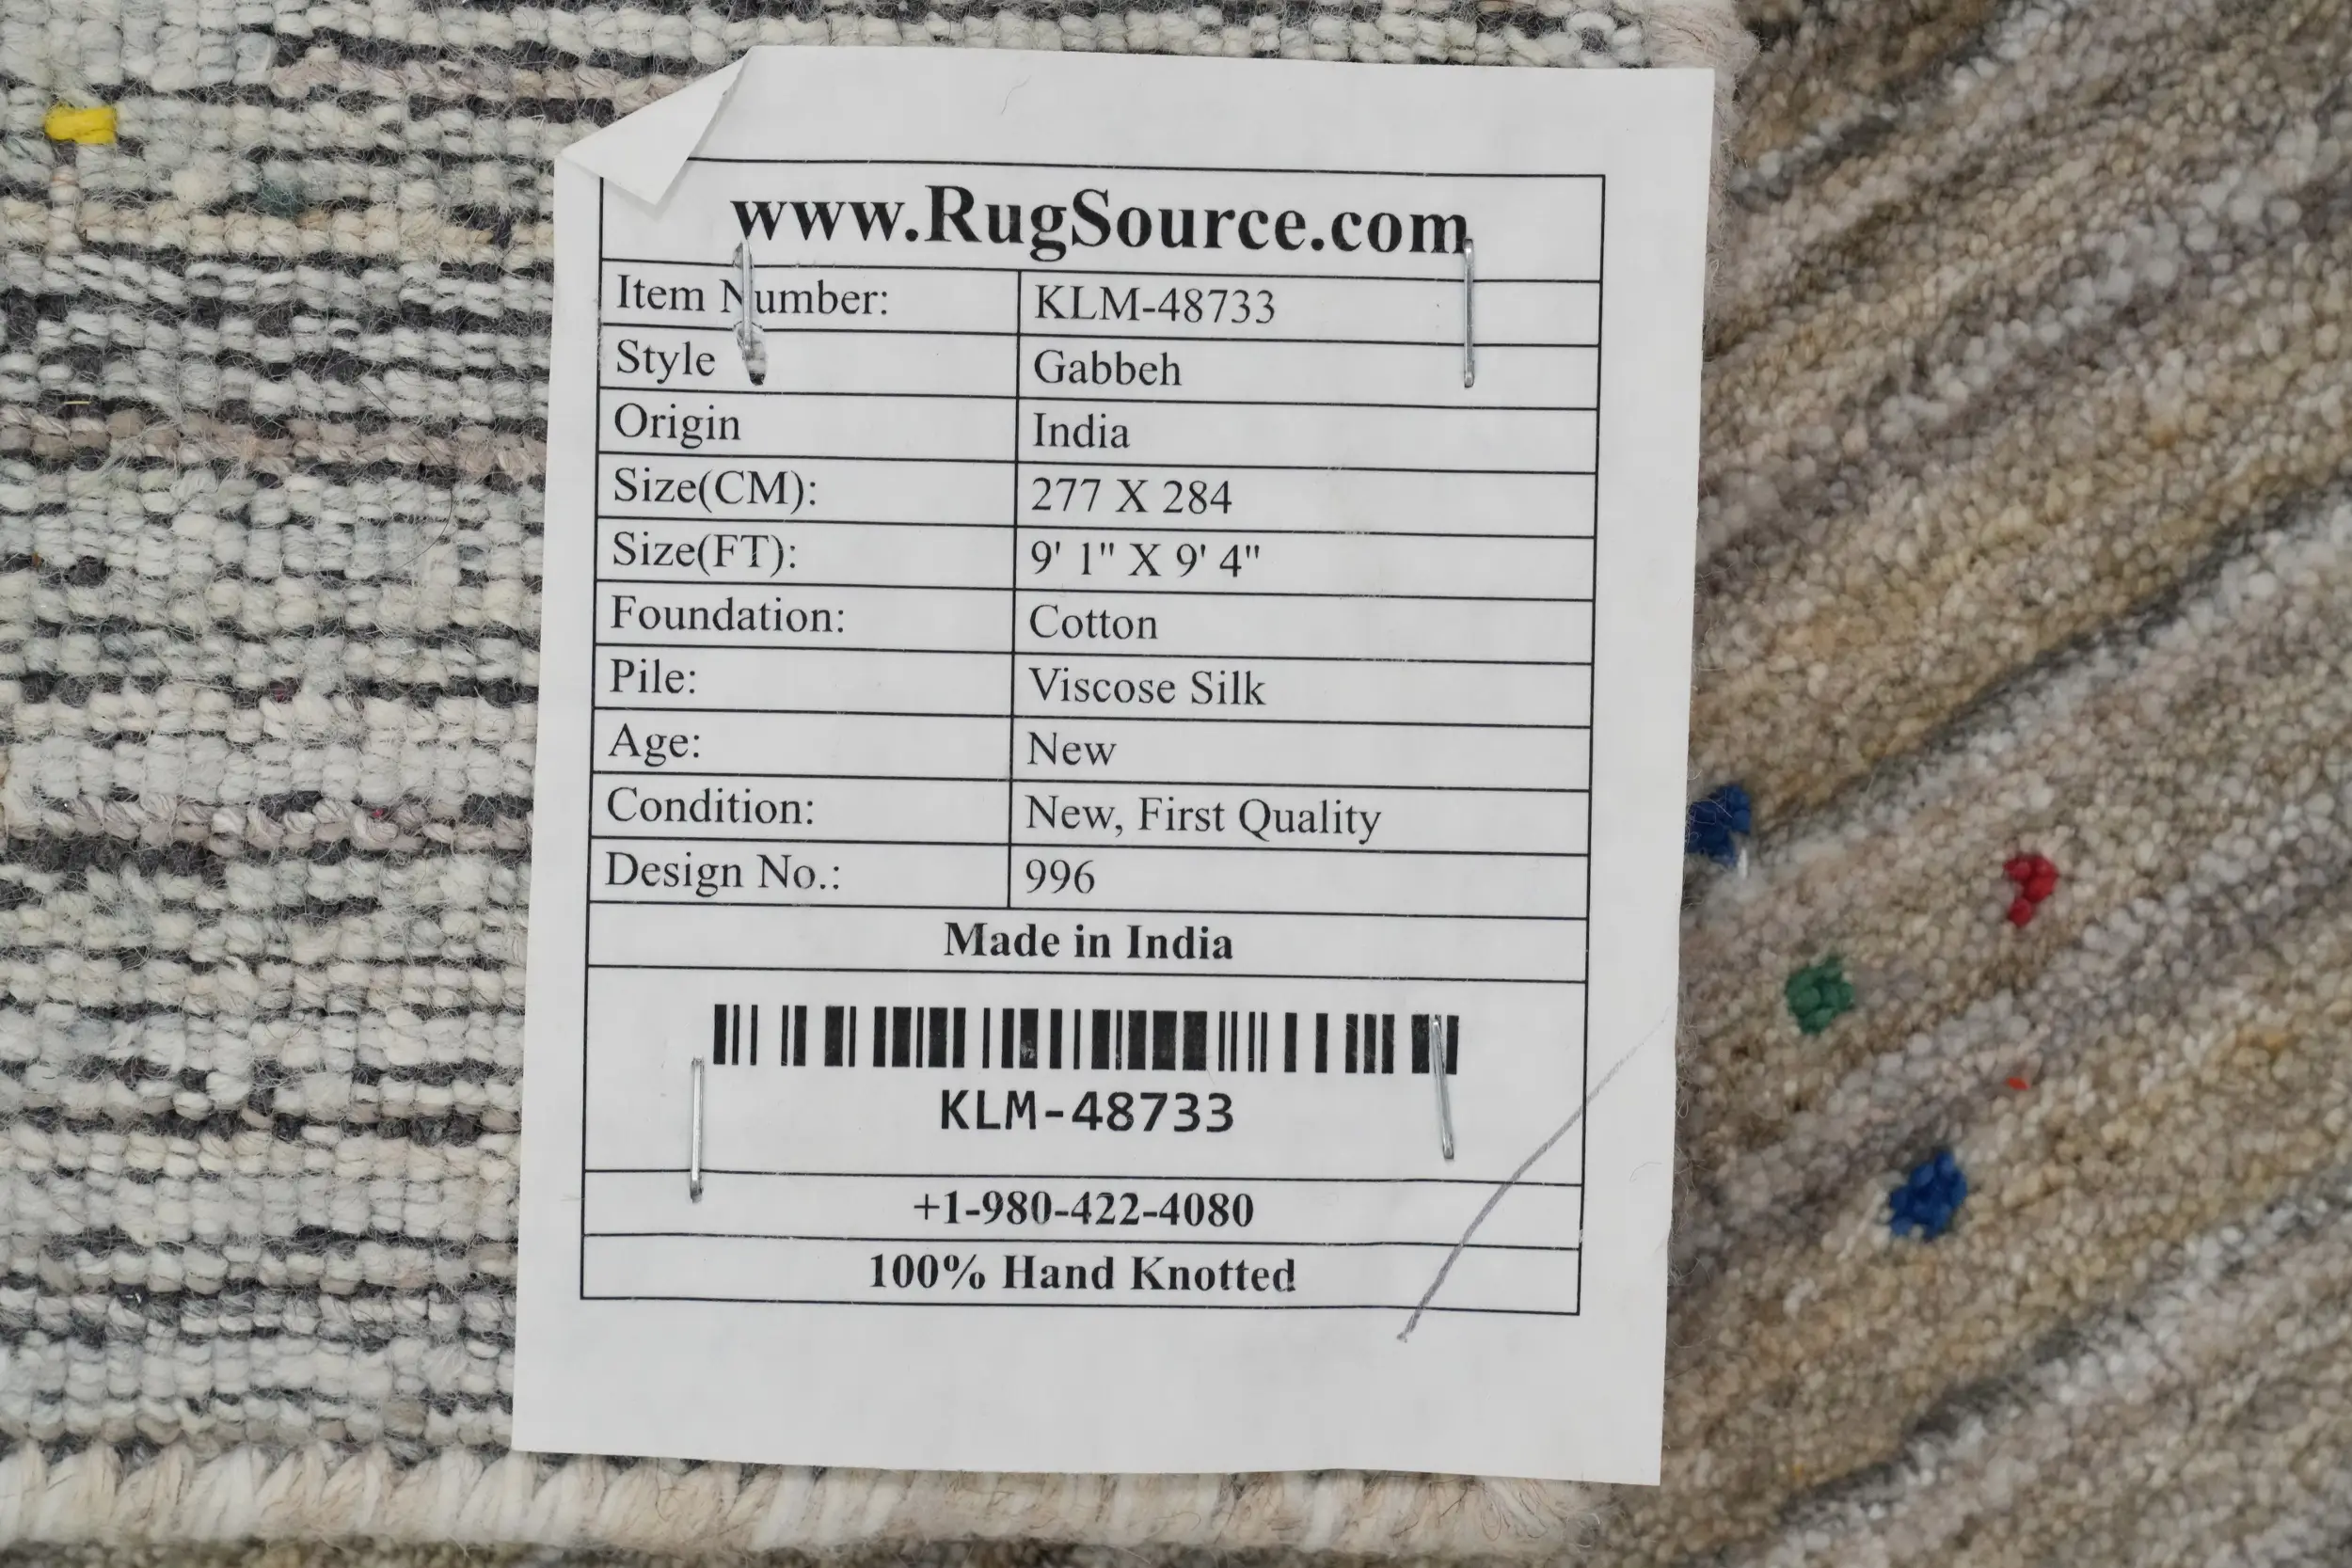 www.RugSource.com
Item Number: KLM-48733
Style Gabbeh
Origin India
Size(CM): 277 X 284
Size(FT): 9' 1" X 9' 4"
Foundation: Cotton
Pile: Viscose Silk
Age: New
Condition: New, First Quality
Design No.: 996
Made in India
KLM-48733
+1-980-422-4080
100% Hand Knotted